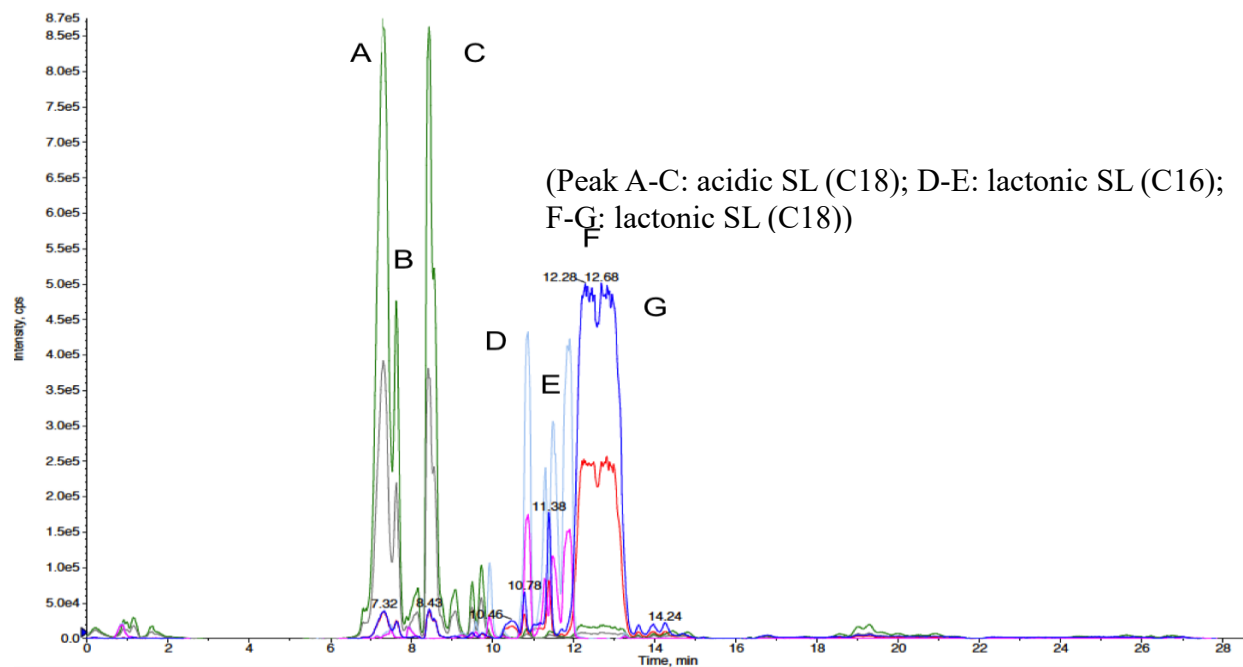 8.7e5
8.5e5
8.0e5
7.5e5
7.0e5
6.5e5
6.0e5
5.5e5
5.0e5
4.5e5
4.0e5
3.5e5
3.0e5
2.5e5
2.0e5
1.5e5
1.0e5
5.0e4
0.0
Intensity, cps
A
C
(Peak A-C: acidic SL (C18); D-E: lactonic SL (C16);
F-G: lactonic SL (C18))
B
F
12.28 12.68
G
D
E
11.38
10.78
7.32
8.43
10.46
14.24
0 2 4 6 8 10 12 14 16 18 20 22 24 26 28
Time, min